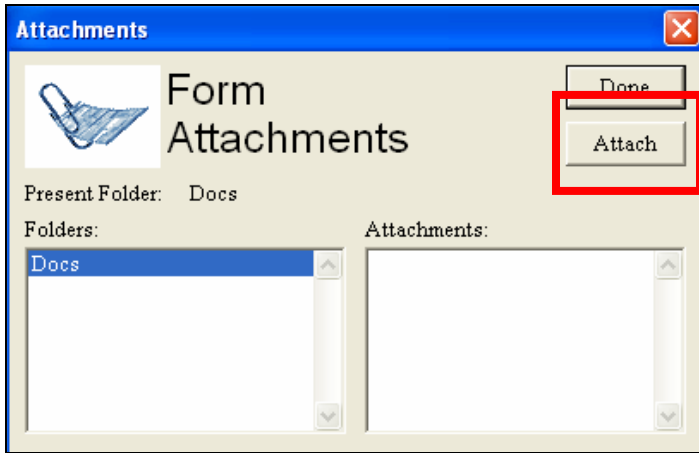 Attachments
Form
Attachments
Done
Attach
Present Folder: Docs
Folders:
Attachments:
Docs